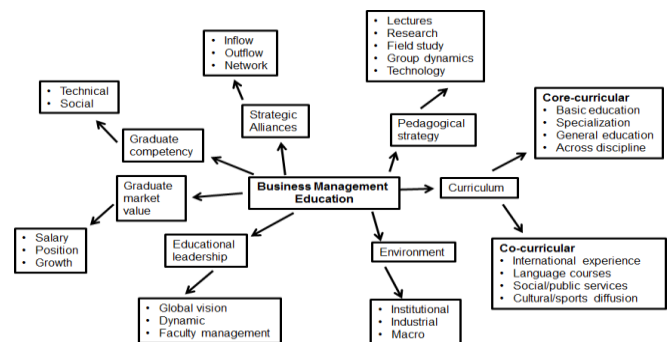 • Lectures
• Research
• Field study
• Group dynamics
• Technology
• Inflow
• Outflow
• Network
• Technical
• Social
Strategic
Alliances
Pedagogical
strategy
Core-curricular
• Basic education
• Specialization
• General education
• Across discipline
Graduate
competency
Business Management
Education
Curriculum
Graduate
market
value
• Salary
• Position
• Growth
Educational
leadership
Environment
Co-curricular
• International experience
• Language courses
• Social/public services
• Cultural/sports diffusion
• Global vision
• Dynamic
• Faculty management
• Institutional
• Industrial
• Macro